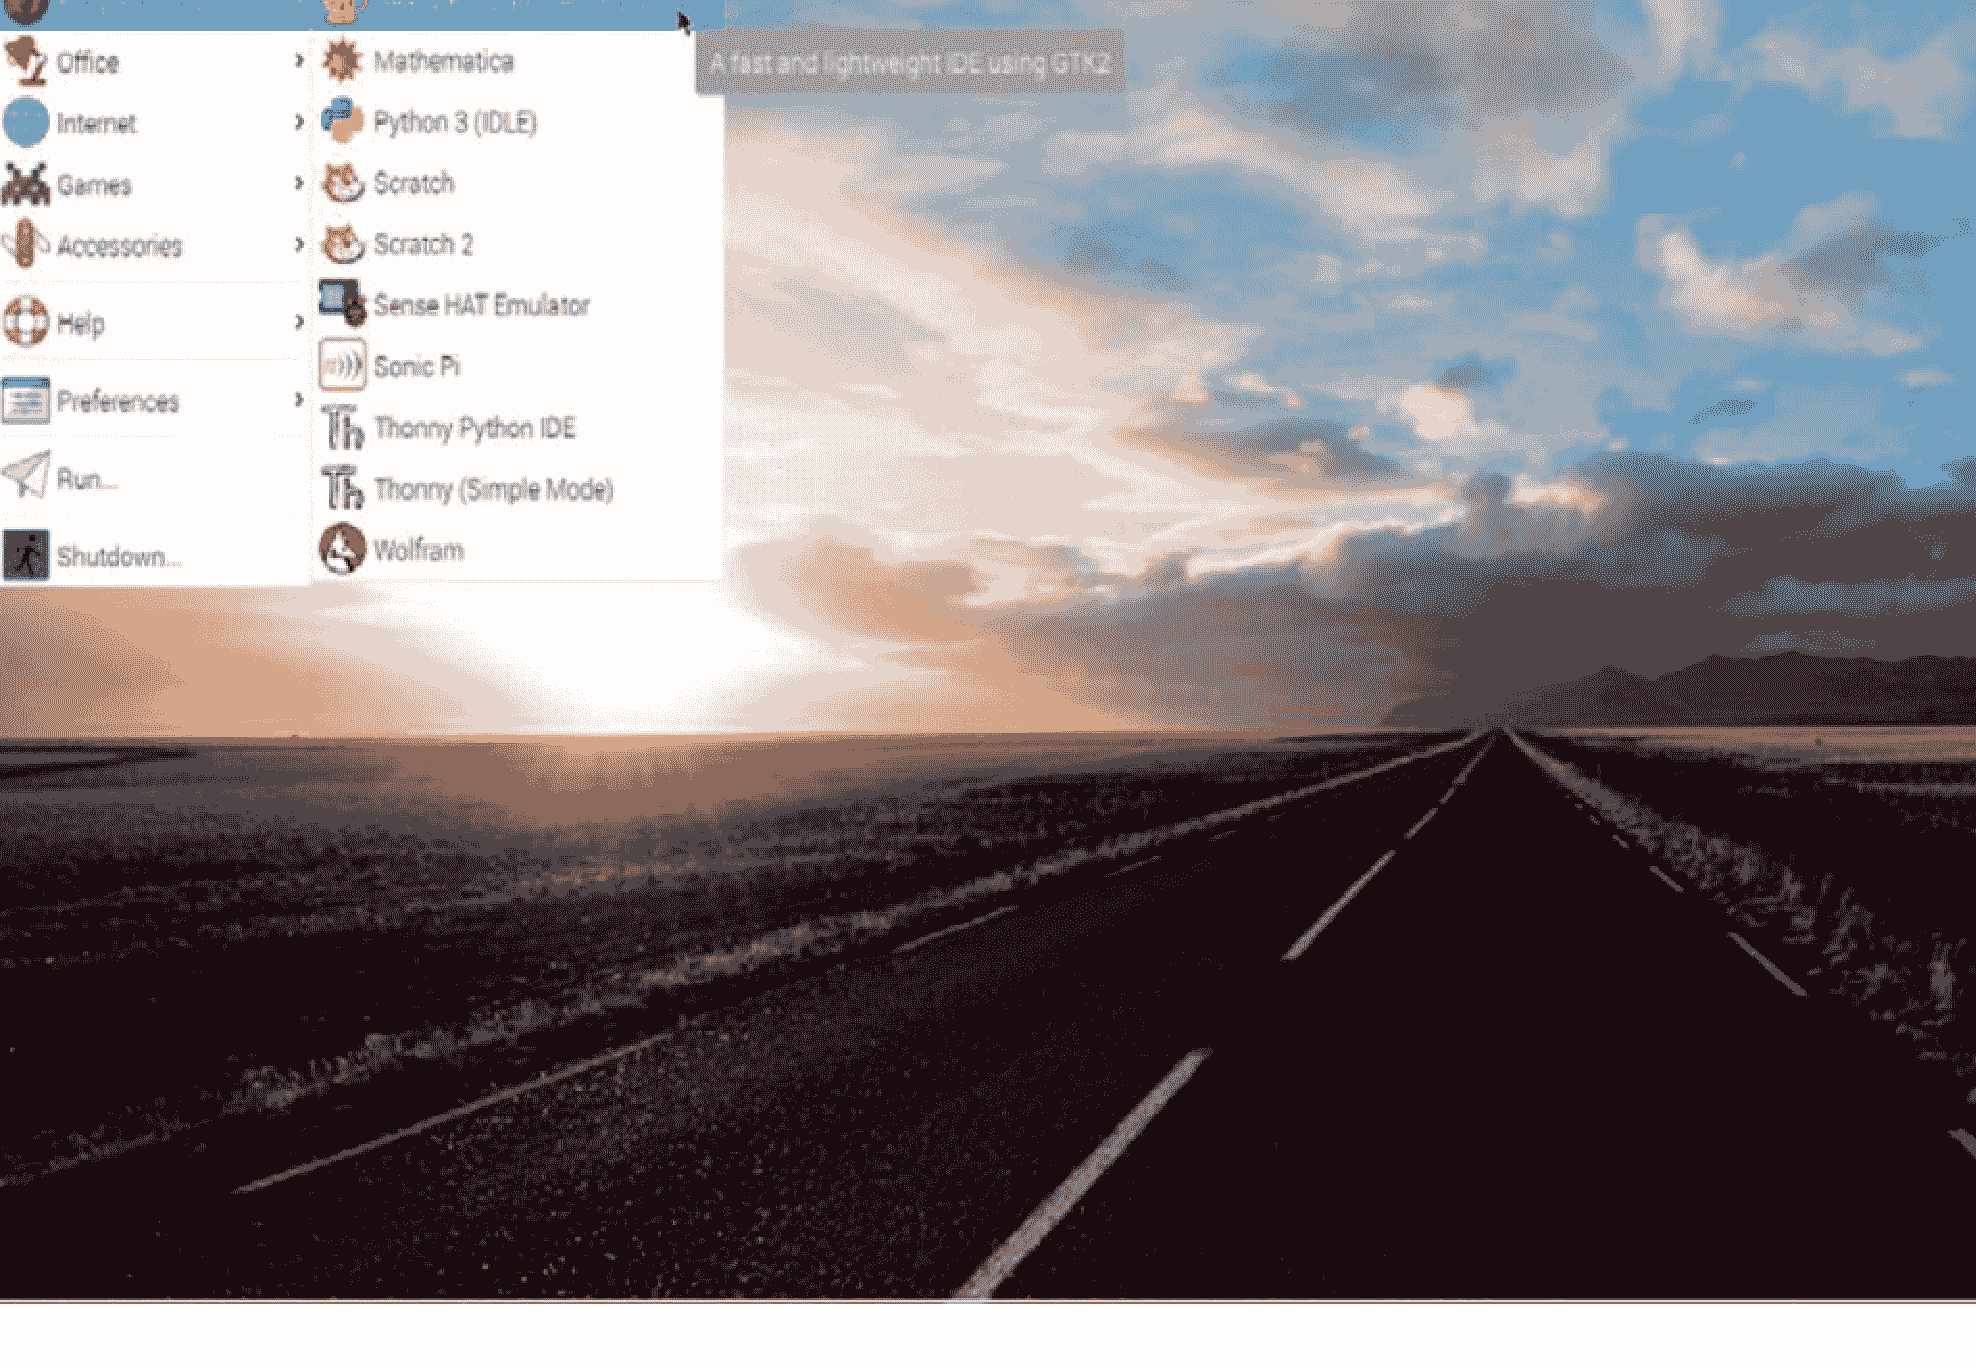 A fast and lightweight IDE using GTK2
Office
Internet
Games
Accessories
Help
Preferences
Run...
Shutdown...
Mathematica
Python 3 (IDLE)
Scratch
Scratch 2
Sense HAT Emulator
Sonic Pi
Thonny Python IDE
Thonny (Simple Mode)
Wolfram